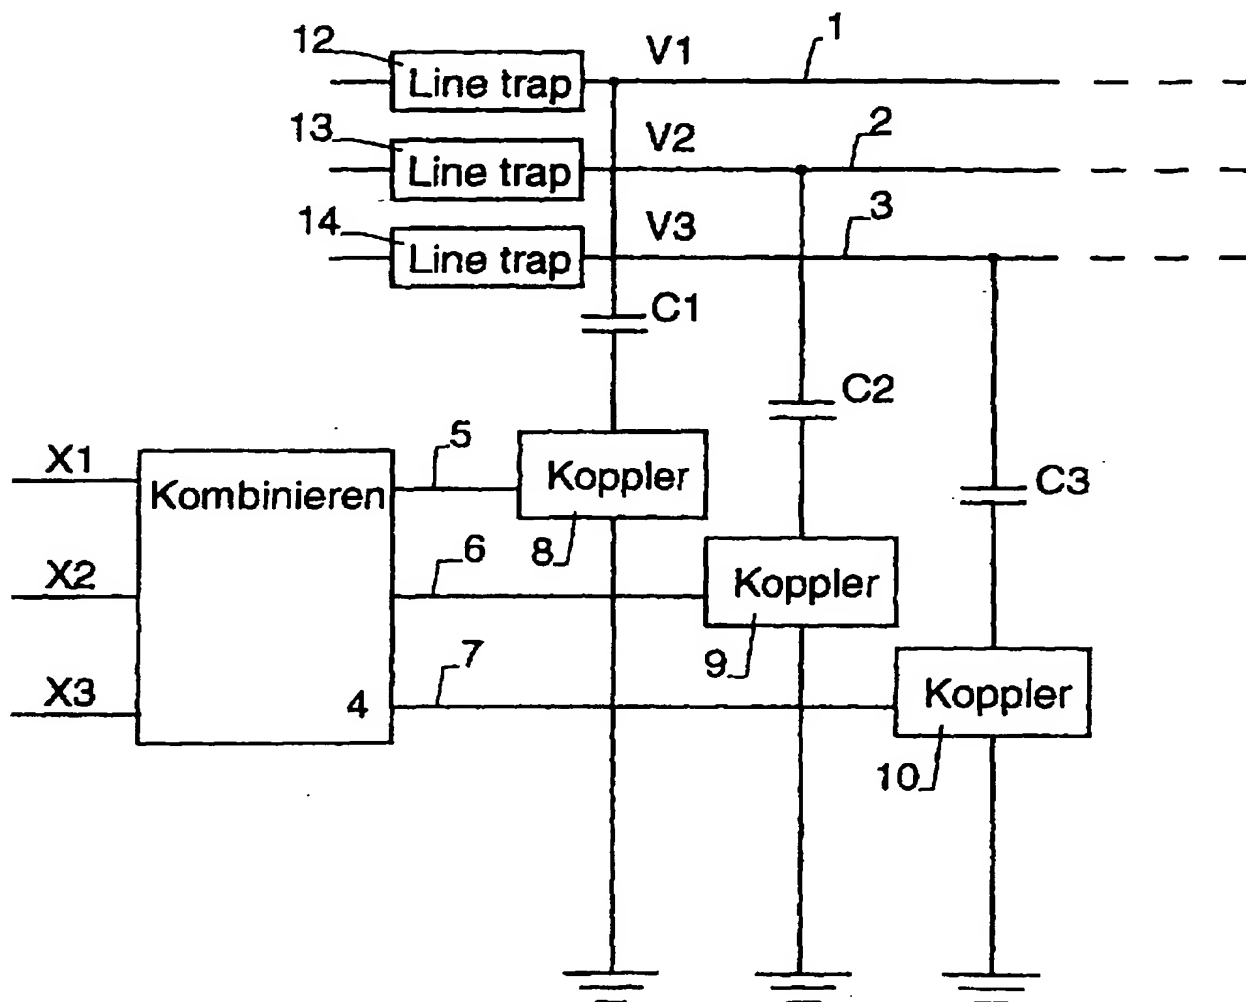 12
Line trap
V1
1
13
Line trap
V2
2
14
Line trap
V3
3
C1
C2
C3
X1
X2
X3
Kombinieren
4
5
6
7
Koppler
8
Koppler
9
Koppler
10